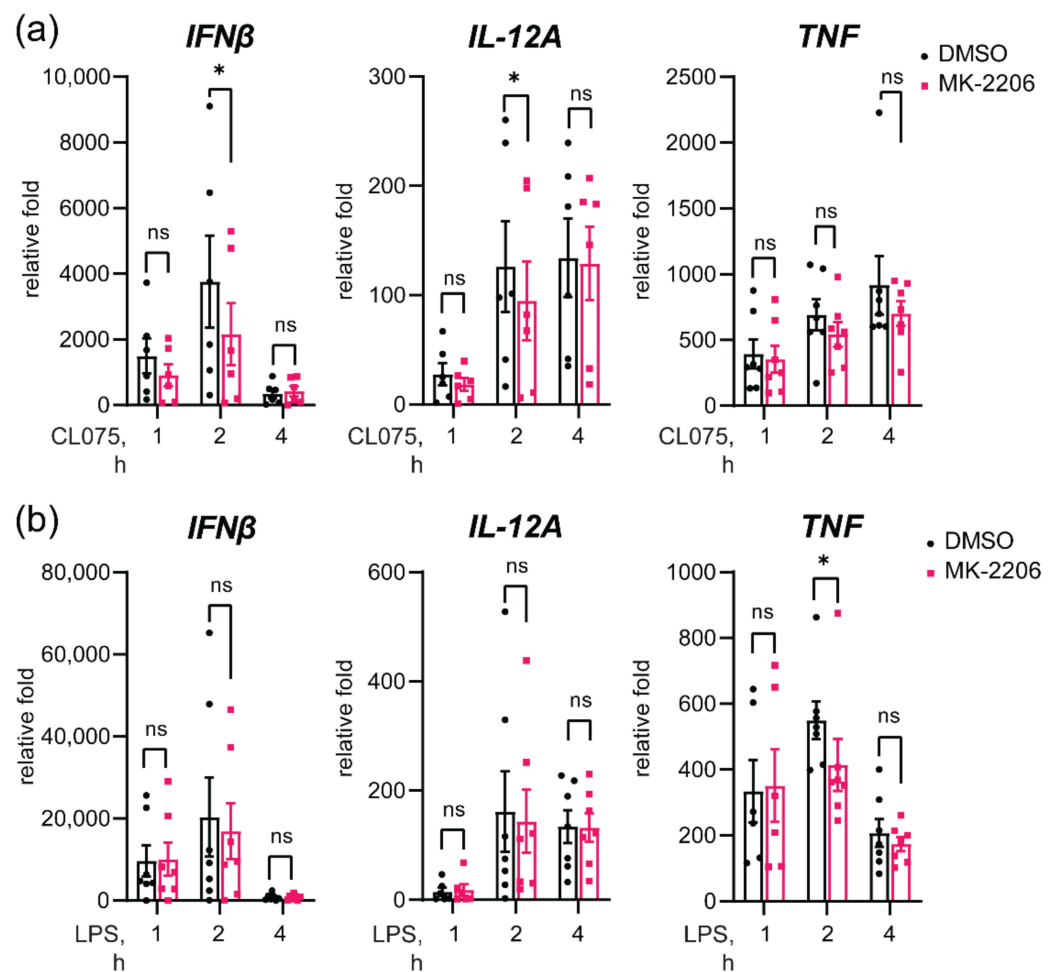 (a)
IFNβ
IL-12A
TNF
DMSO
MK-2206
relative fold
10,000
8000
6000
4000
2000
0
ns
*
ns
CL075, h
1
2
4
relative fold
300
200
100
0
ns
*
ns
CL075, h
1
2
4
relative fold
2500
2000
1500
1000
500
0
ns
ns
ns
CL075, h
1
2
4
(b)
IFNβ
IL-12A
TNF
DMSO
MK-2206
relative fold
80,000
60,000
40,000
20,000
0
ns
ns
ns
LPS, h
1
2
4
relative fold
600
400
200
0
ns
ns
ns
LPS, h
1
2
4
relative fold
1000
800
600
400
200
0
ns
*
ns
LPS, h
1
2
4